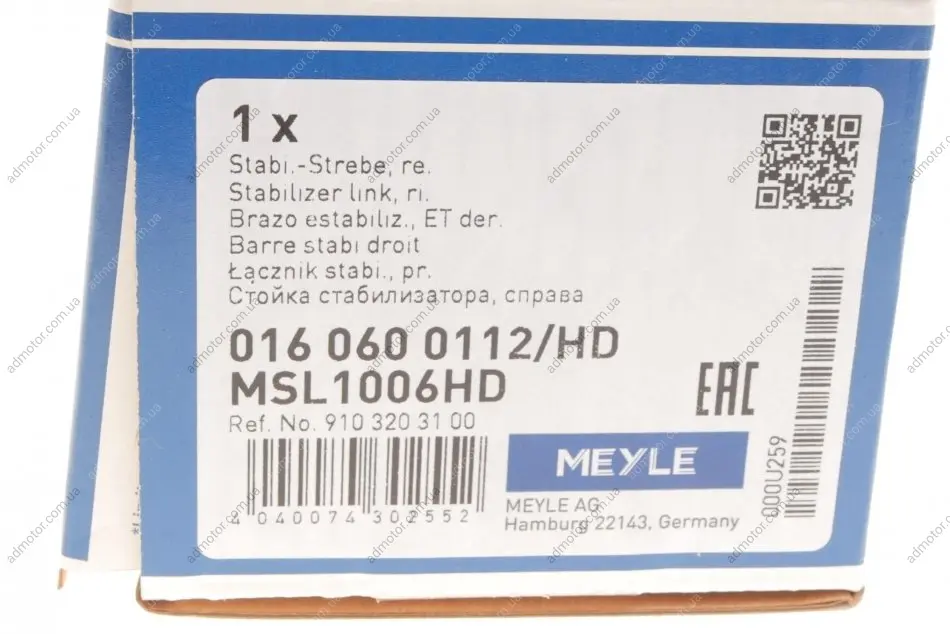 1 x
Stabi.-Strebe, re.
Stabilizer link, ri.
Brazo estabiliz., ET der.
Barre stabi droit
Łącznik stabi., pr.
Стойка стабилизатора, справа
016 060 0112/HD
MSL1006HD
Ref. No. 910 320 31 00
4 040074 302552
EAC
MEYLE
MEYLE AG
Hamburg 22143, Germany
000U259
admotor.com.ua